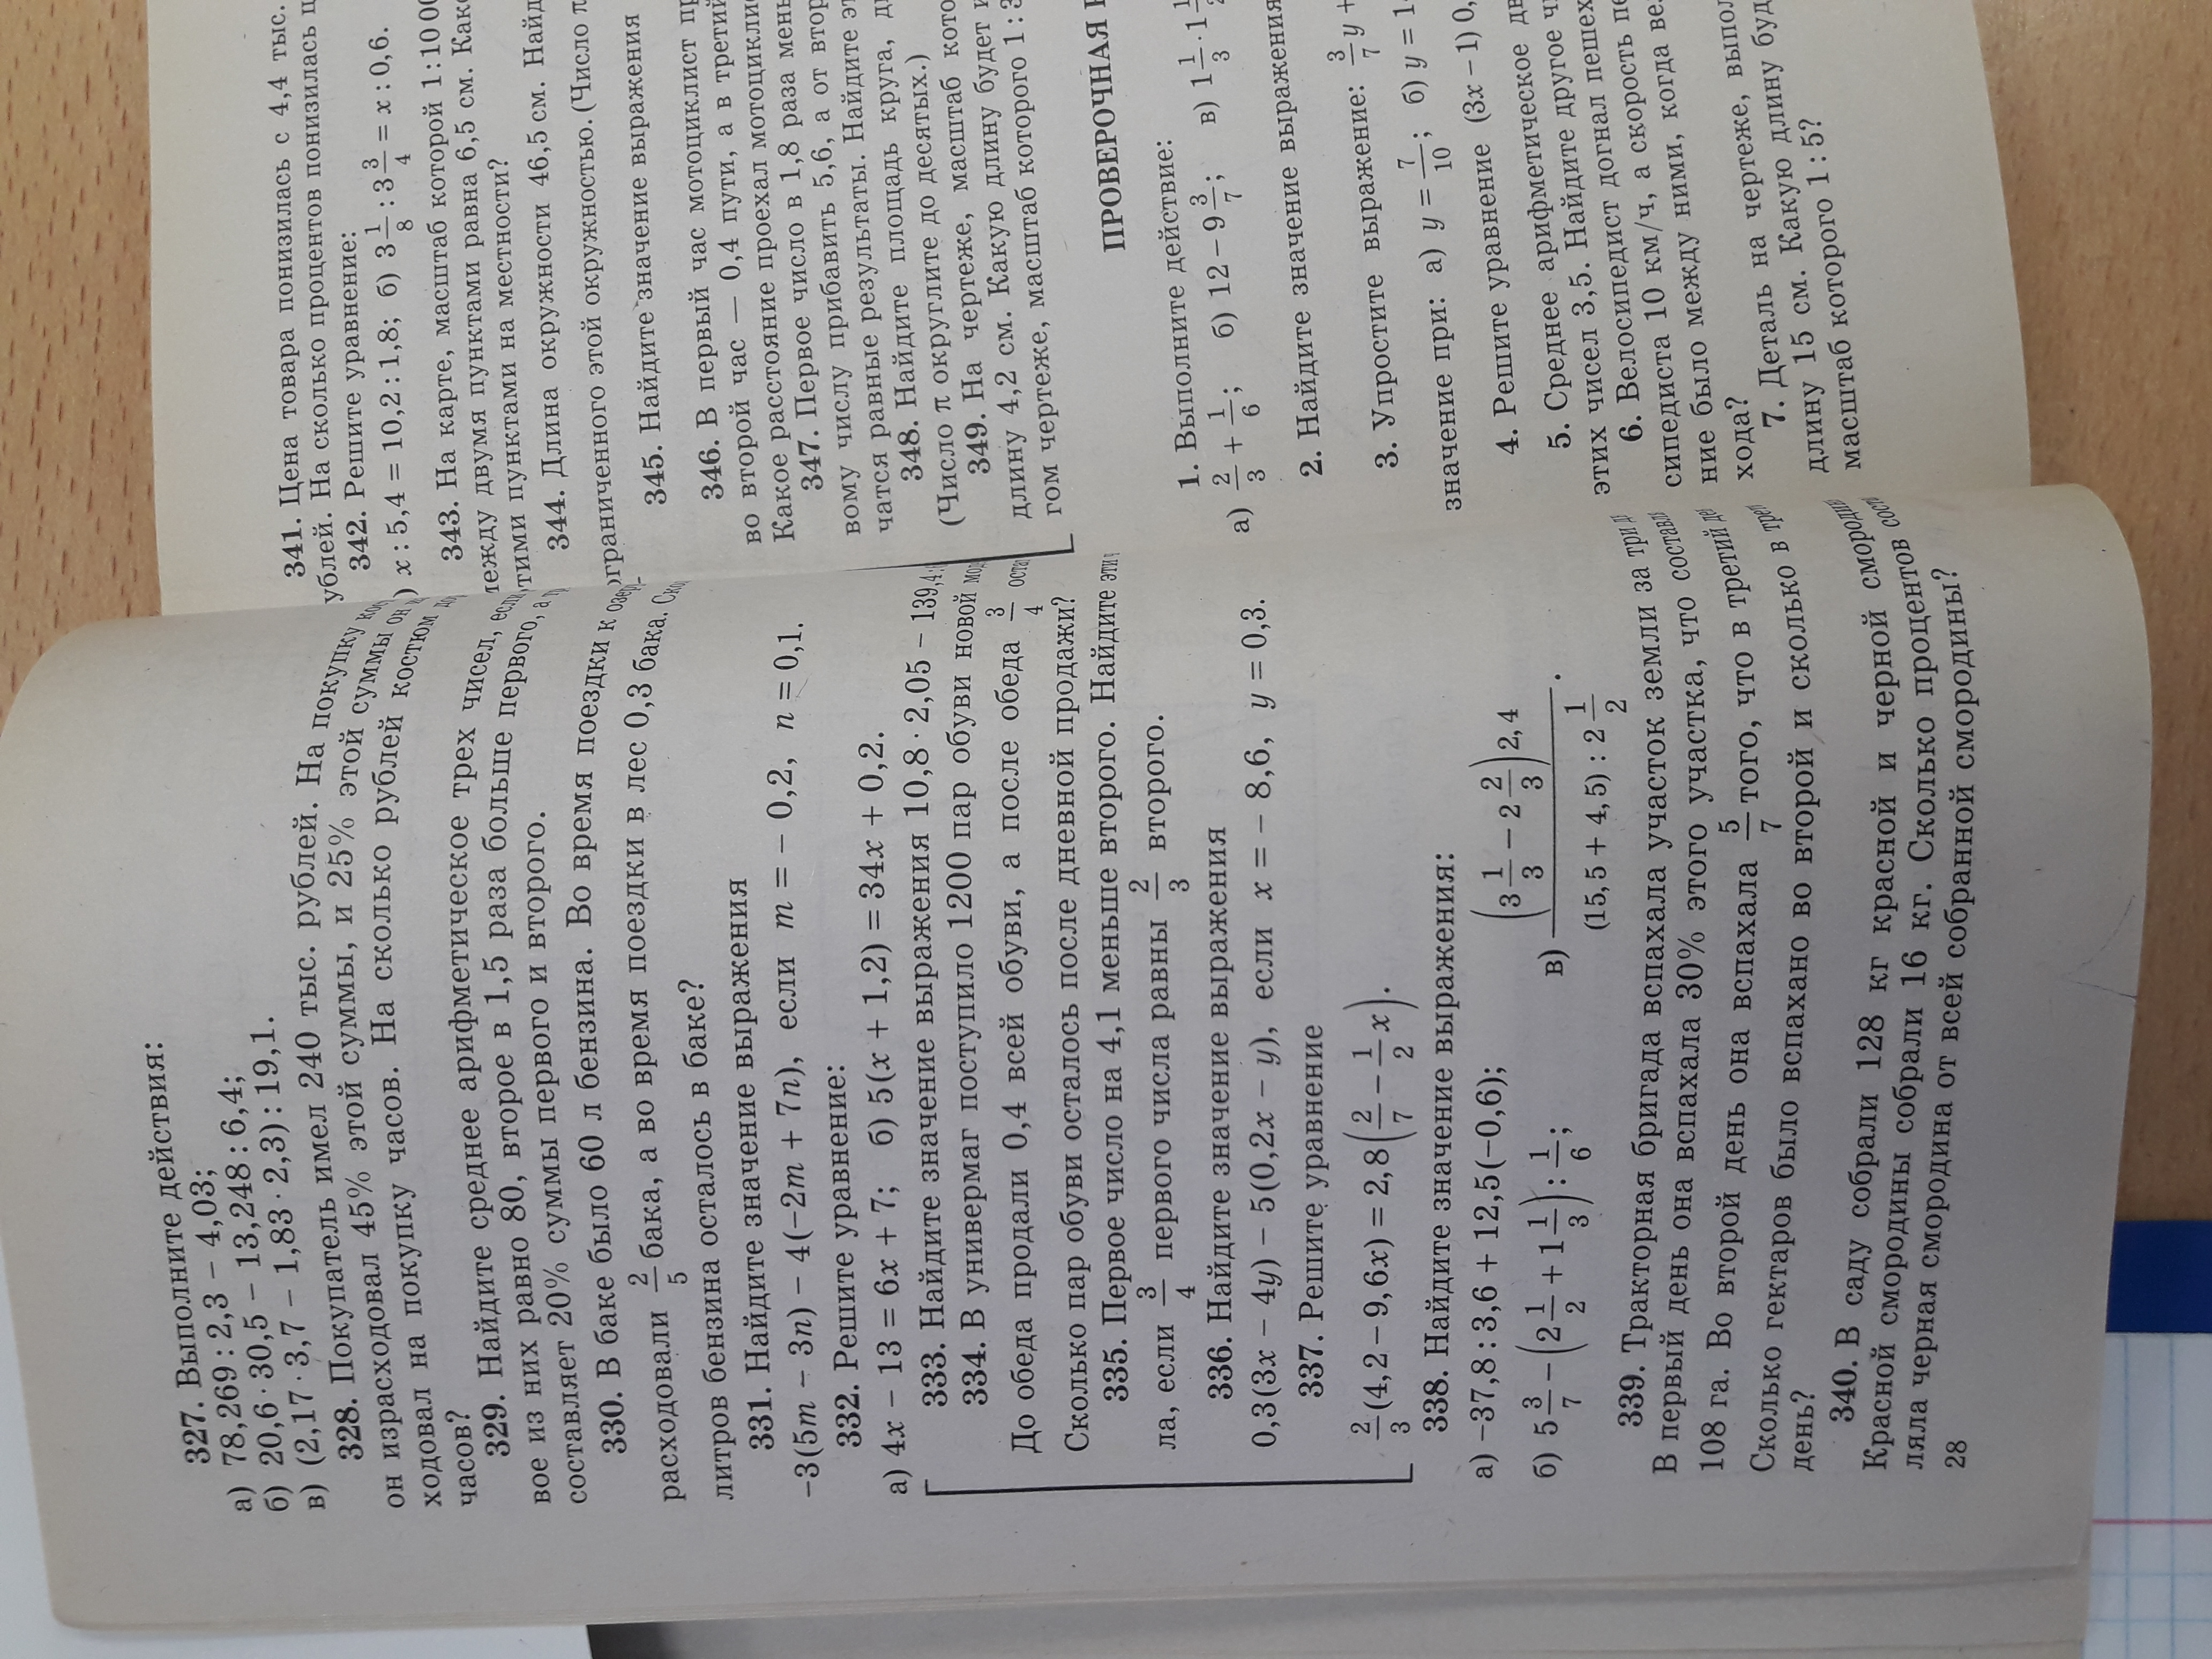 327. Выполните действия:
а) 78,269 : 2,3 − 4,03;
б) 20,6 · 30,5 − 13,248 : 6,4;
в) (2,17 · 3,7 − 1,83 · 2,3) : 19,1.
328. Покупатель имел 240 тыс. рублей. На покупку
он израсходовал 45% этой суммы, и 25% этой суммы он
ходовал на покупку часов. На сколько рублей костюм
часов?
329. Найдите среднее арифметическое трех чисел, если
вое из них равно 80, второе в 1,5 раза больше первого, а
составляет 20% суммы первого и второго.
330. В баке было 60 л бензина. Во время поездки к
расходовали 2/5 бака, а во время поездки в лес 0,3 бака.
литров бензина осталось в баке?
331. Найдите значение выражения
−3(5m − 3n) − 4(−2m + 7n), если m = − 0,2, n = 0,1.
332. Решите уравнение:
а) 4x − 13 = 6x + 7; б) 5(x + 1,2) = 34x + 0,2.
333. Найдите значение выражения 10,8 · 2,05 − 139,4 :
334. В универмаг поступило 1200 пар обуви новой
До обеда продали 0,4 всей обуви, а после обеда 3/4
Сколько пар обуви осталось после дневной продажи?
335. Первое число на 4,1 меньше второго. Найдите эти
ла, если 3/4 первого числа равны 2/3 второго.
336. Найдите значение выражения
0,3(3x − 4y) − 5(0,2x − y), если x = − 8,6, y = 0,3.
337. Решите уравнение
2/3(4,2 − 9,6x) = 2,8(2/7 − 1/2 x).
338. Найдите значение выражения:
а) −37,8 : 3,6 + 12,5(−0,6);
б) 5 3/7 − (2 1/2 + 1 1/3) : 1/6;
в) (3 1/3 − 2 2/3) 2,4 / (15,5 + 4,5) : 2 1/2.
339. Тракторная бригада вспахала участок земли за три
В первый день она вспахала 30% этого участка, что
108 га. Во второй день она вспахала 5/7 того, что в третий
Сколько гектаров было вспахано во второй и сколько в
день?
340. В саду собрали 128 кг красной и черной
Красной смородины собрали 16 кг. Сколько процентов
ляла черная смородина от всей собранной смородины?
28
341. Цена товара понизилась с 4,4 тыс.
ублей. На сколько процентов понизилась
342. Решите уравнение:
) x : 5,4 = 10,2 : 1,8; б) 3 1/8 : 3 3/4 = x : 0,6.
343. На карте, масштаб которой
между двумя пунктами равна 6,5 см.
тими пунктами на местности?
344. Длина окружности 46,5 см.
ограниченного этой окружностью. (Число
345. Найдите значение выражения
346. В первый час мотоциклист
во второй час — 0,4 пути, а в третий
Какое расстояние проехал
347. Первое число в 1,8 раза
вому числу прибавить 5,6, а от
чатся равные результаты. Найдите
348. Найдите площадь круга,
(Число π округлите до десятых.)
349. На чертеже, масштаб
длину 4,2 см. Какую длину будет
гом чертеже, масштаб которого
ПРОВЕРОЧНАЯ
1. Выполните действие:
а) 2/3 + 1/6; б) 12 − 9 3/7; в) 1 1/3 ·
2. Найдите значение выражения
3. Упростите выражение: 3/7 y +
значение при: а) y = 7/10; б) y =
4. Решите уравнение (3x − 1)
5. Среднее арифметическое
этих чисел 3,5. Найдите другое
6. Велосипедист догнал
сипедиста 10 км/ч, а скорость
ние было между ними, когда
хода?
7. Деталь на чертеже,
длину 15 см. Какую длину
масштаб которого 1 : 5?